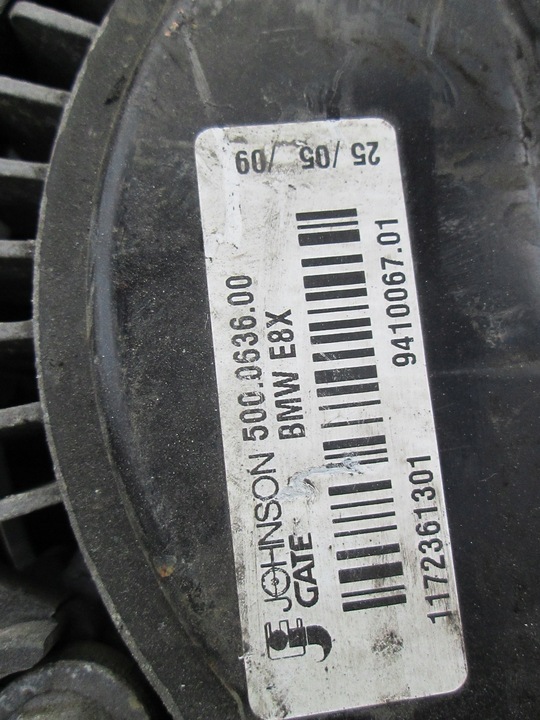 JOHNSON 500.0636.00
GATE BMW E8X
1172361301 9410067.01
25/05/09